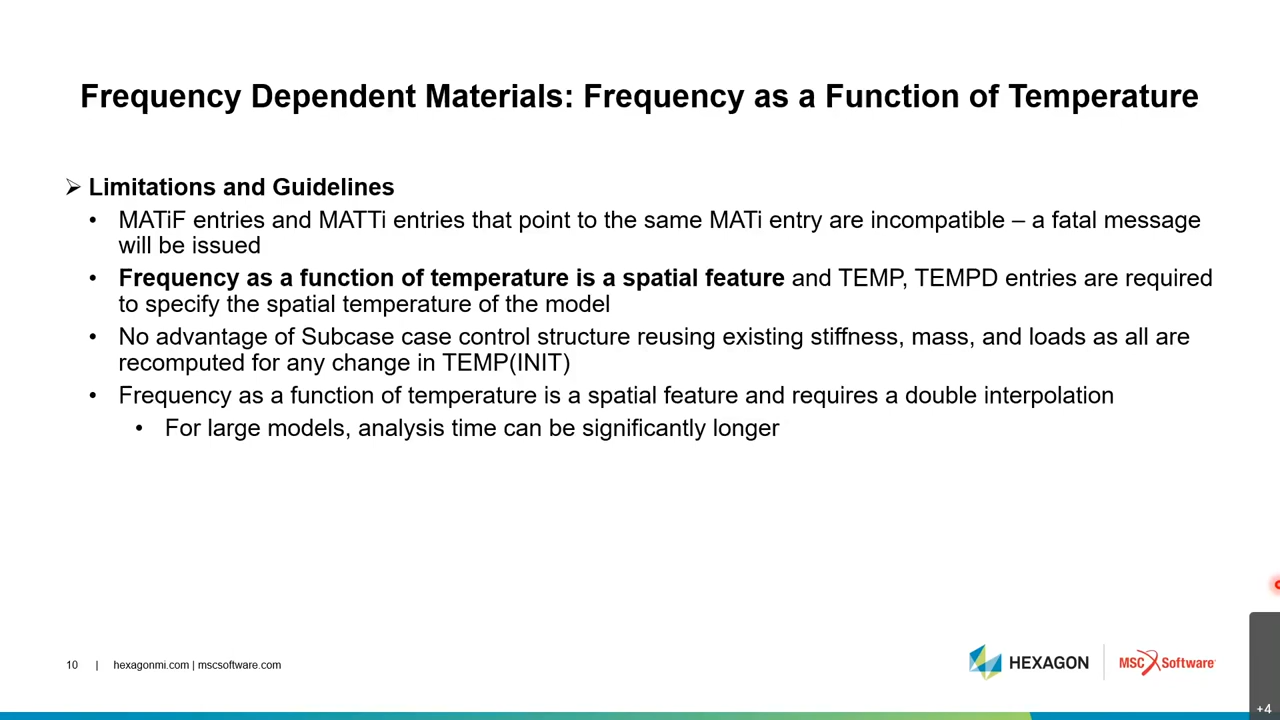 Frequency Dependent Materials: Frequency as a Function of Temperature
➢ Limitations and Guidelines
• MATiF entries and MATTi entries that point to the same MATi entry are incompatible – a fatal message
will be issued
• Frequency as a function of temperature is a spatial feature and TEMP, TEMPD entries are required
to specify the spatial temperature of the model
• No advantage of Subcase case control structure reusing existing stiffness, mass, and loads as all are
recomputed for any change in TEMP(INIT)
• Frequency as a function of temperature is a spatial feature and requires a double interpolation
• For large models, analysis time can be significantly longer
10 | hexagonmi.com | mscsoftware.com
HEXAGON | MSC Software
+4